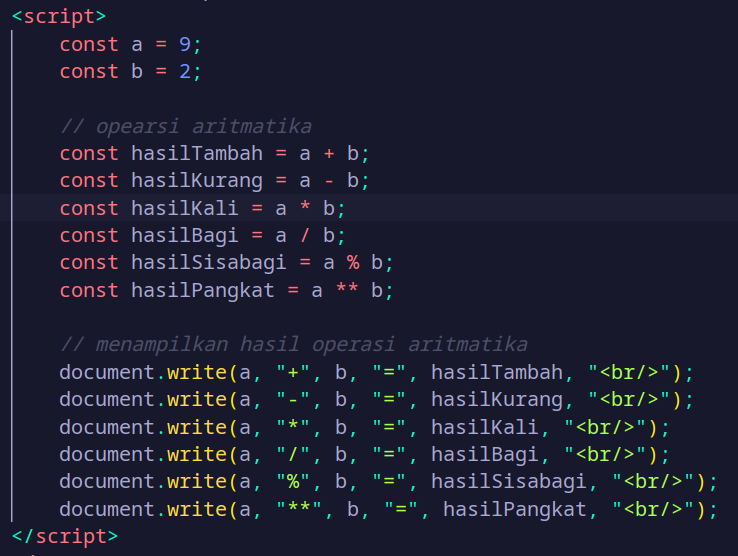 <script>
const a = 9;
const b = 2;
// opearsi aritmatika
const hasilTambah = a + b;
const hasilKurang = a - b;
const hasilKali = a * b;
const hasilBagi = a / b;
const hasilSisabagi = a % b;
const hasilPangkat = a ** b;
// menampilkan hasil operasi aritmatika
document.write(a, "+", b, "=", hasilTambah, "<br/>");
document.write(a, "-", b, "=", hasilKurang, "<br/>");
document.write(a, "*", b, "=", hasilKali, "<br/>");
document.write(a, "/", b, "=", hasilBagi, "<br/>");
document.write(a, "%", b, "=", hasilSisabagi, "<br/>");
document.write(a, "**", b, "=", hasilPangkat, "<br/>");
</script>